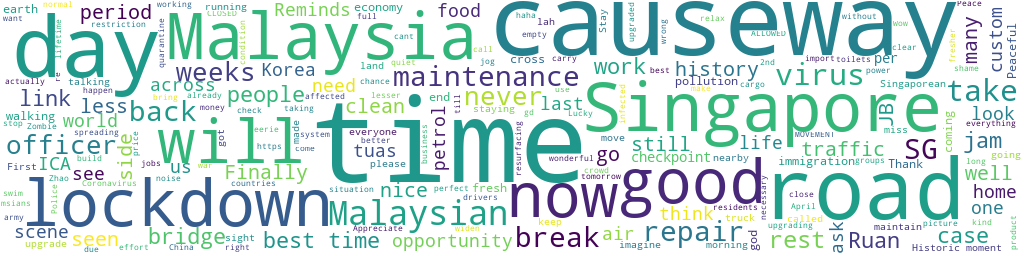 day
Malaysia
causeway
time
Singapore
will
lockdown
now
good
road
period
Reminds
economy
food
weeks
Korea
maintenance
work
history
virus
many
custom
Peaceful
link
less
back
across
people
need
clean
petrol
never
last
still
life
per
take
look
JB
SG
jam
traffic
officer
world
side
tuas
go
checkpoint
immigration
well
home
ICA
see
us
Finally
nice
fresh
Malaysian
think
one
scene
seen
bridge
best time
opportunity
break
air
repair
rest
ask
Ruan
case
earth
want
normal
restriction
working
CLOSED
running
quarantine
lifetime
condition
haha
lah
empty
Stay
upgraded
wrong
relax
ALLOWED
without
wow
clear
fresher
Peace
cant
full
call
jog
cross
carry
land
quiet
chance
move
best
pollution
cargo
import
toilets
2nd
power
Singaporean
shame
actually
happen
re
talking
bring
already
money
check
affected
taking
lesser
end
till
use
staying
gd
Lucky
infected
make
miss
coming
everything
walking
stop
Zombie
spreading
price
First
Zhao
build
jobs
got
eerie
https
war
made
come
system
everyone
better
please
business
resurfacing
wonderful
crowd
tomorrow
nearby
MOVEMENT
groups
Thank
going
long
kind
product
swim
msians
Police
Coronavirus
noise
countries
situation
perfect
drivers
army
upgrade
due
effort
China
sight
right
Appreciate
keep
widen
imagine
truck
morning
god
residents
necessary
close
April
called
upgrading
maintain
picture
Historic moment